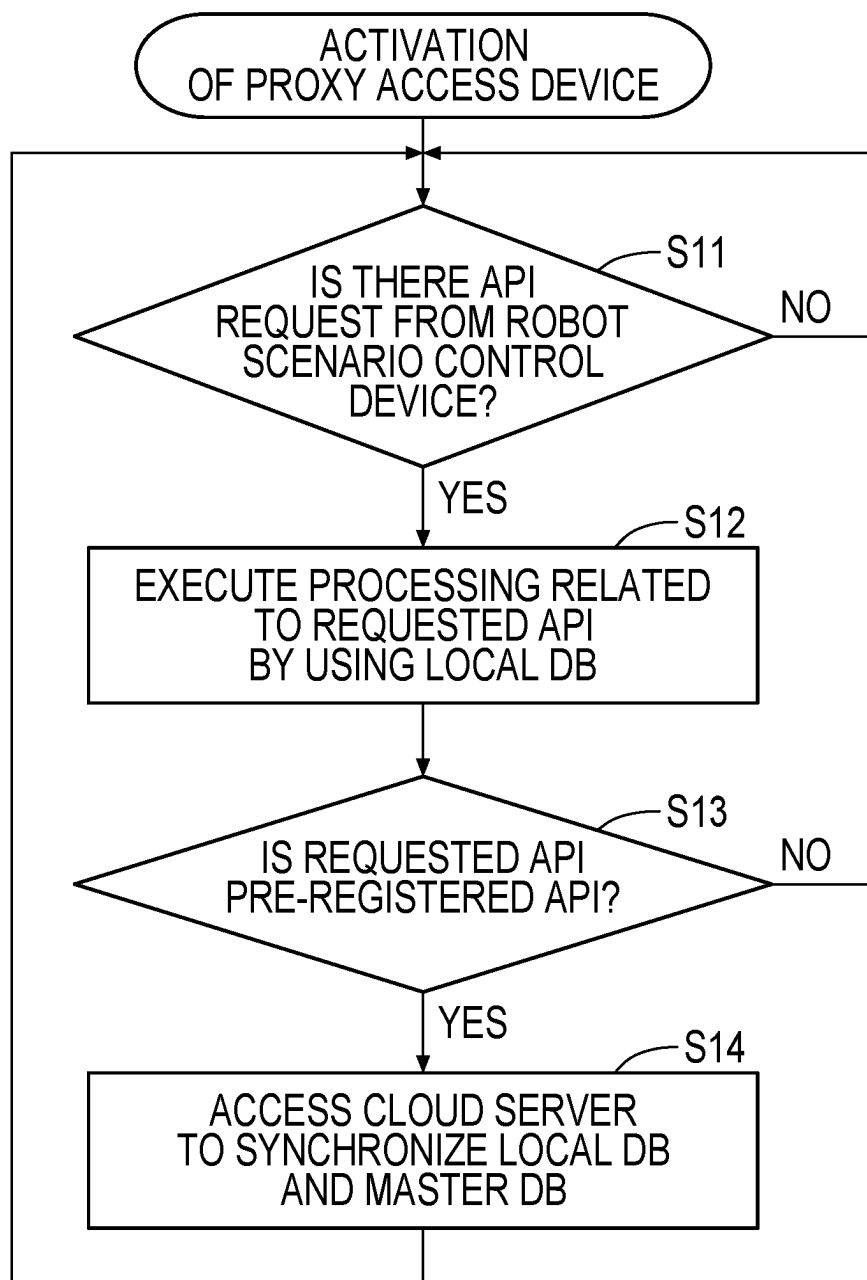 ACTIVATION
OF PROXY ACCESS DEVICE
S11
IS THERE API
REQUEST FROM ROBOT
SCENARIO CONTROL
DEVICE?
NO
YES
S12
EXECUTE PROCESSING RELATED
TO REQUESTED API
BY USING LOCAL DB
S13
IS REQUESTED API
PRE-REGISTERED API?
NO
YES
S14
ACCESS CLOUD SERVER
TO SYNCHRONIZE LOCAL DB
AND MASTER DB